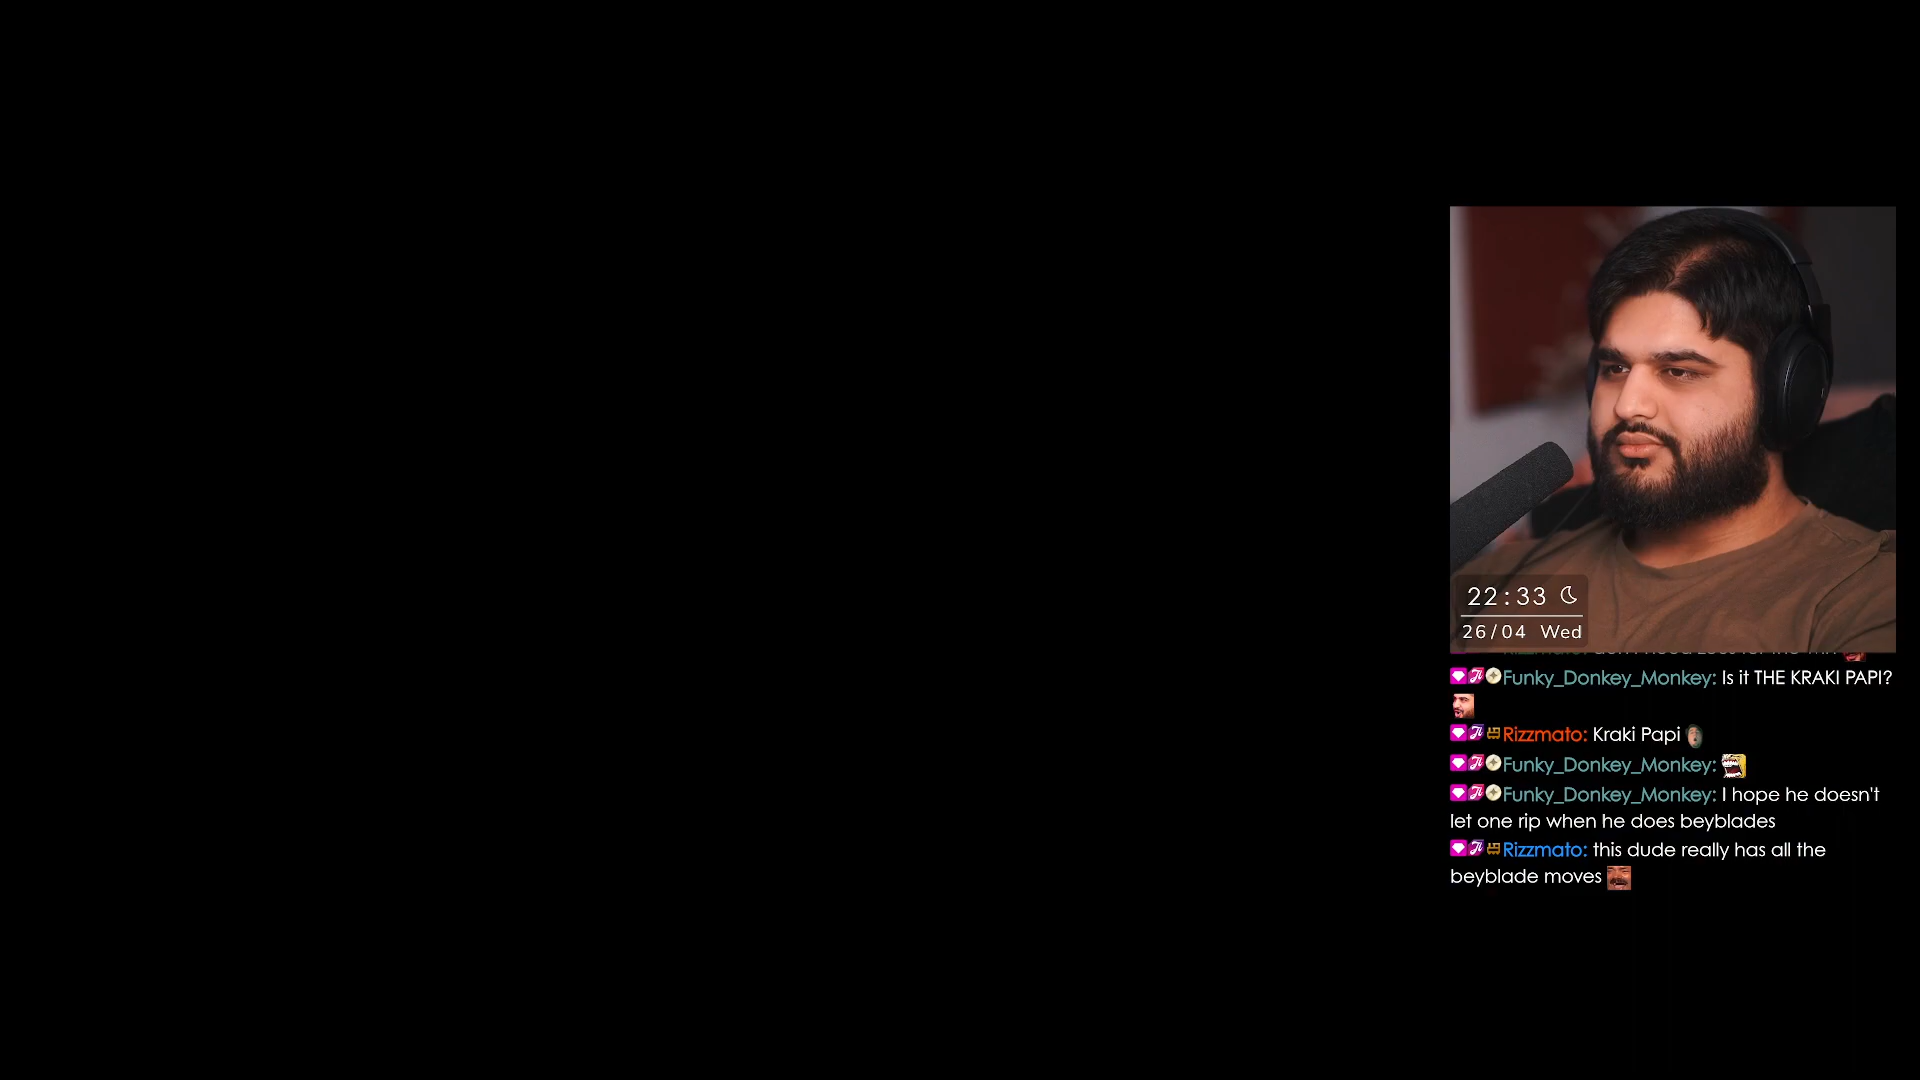 22:33
26/04 Wed
Funky_Donkey_Monkey: Is it THE KRAKI PAPI?
Rizzmato: Kraki Papi
Funky_Donkey_Monkey:
Funky_Donkey_Monkey: I hope he doesn't
let one rip when he does beyblades
Rizzmato: this dude really has all the
beyblade moves